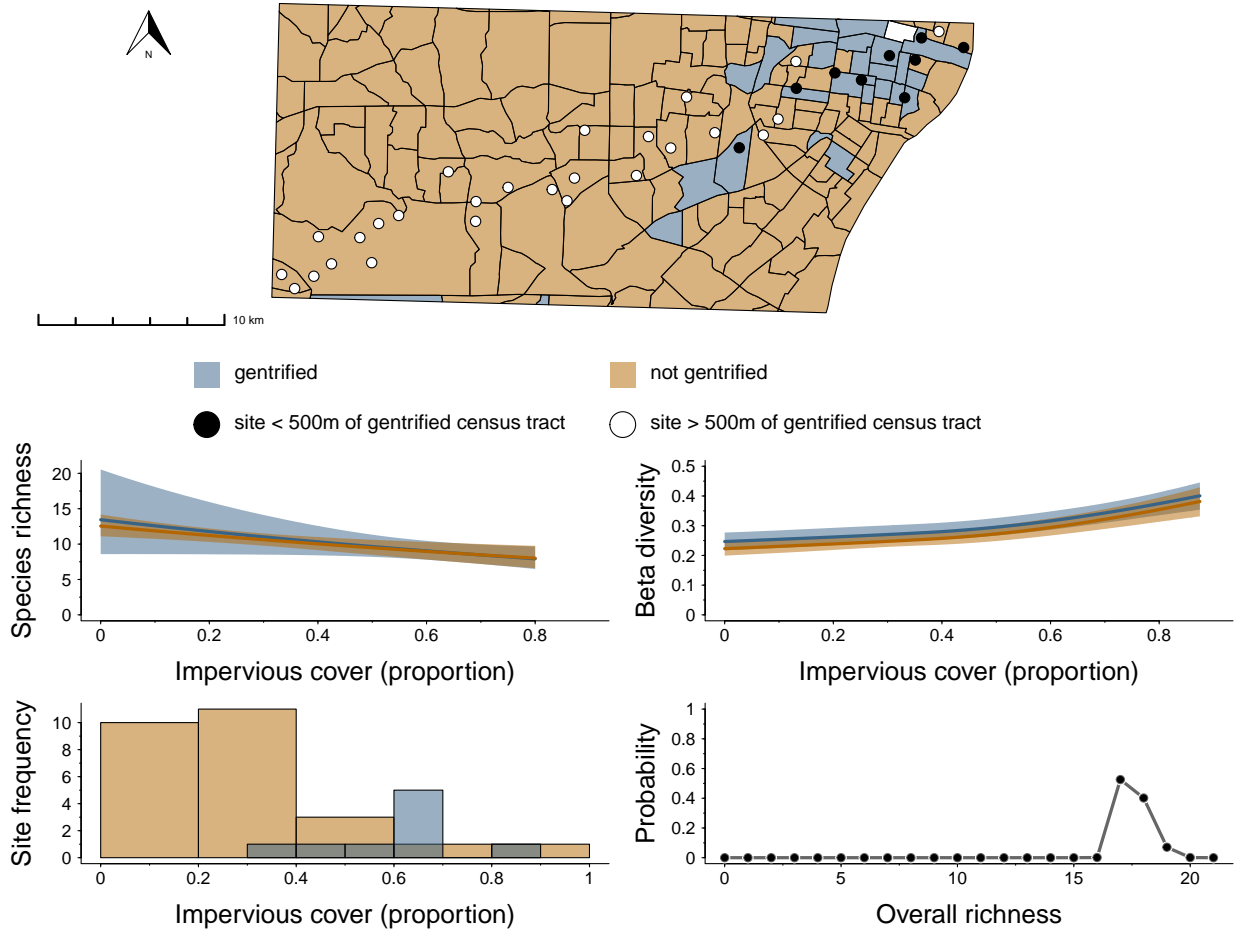 N
10 km
gentrified
not gentrified
site < 500m of gentrified census tract
site > 500m of gentrified census tract
Species richness
20
15
10
5
0
0 0.2 0.4 0.6 0.8
Impervious cover (proportion)
Beta diversity
0.5
0.4
0.3
0.2
0.1
0
0 0.2 0.4 0.6 0.8
Impervious cover (proportion)
Site frequency
10
8
6
4
2
0
0 0.2 0.4 0.6 0.8 1
Impervious cover (proportion)
Probability
1
0.8
0.6
0.4
0.2
0
0 5 10 15 20
Overall richness